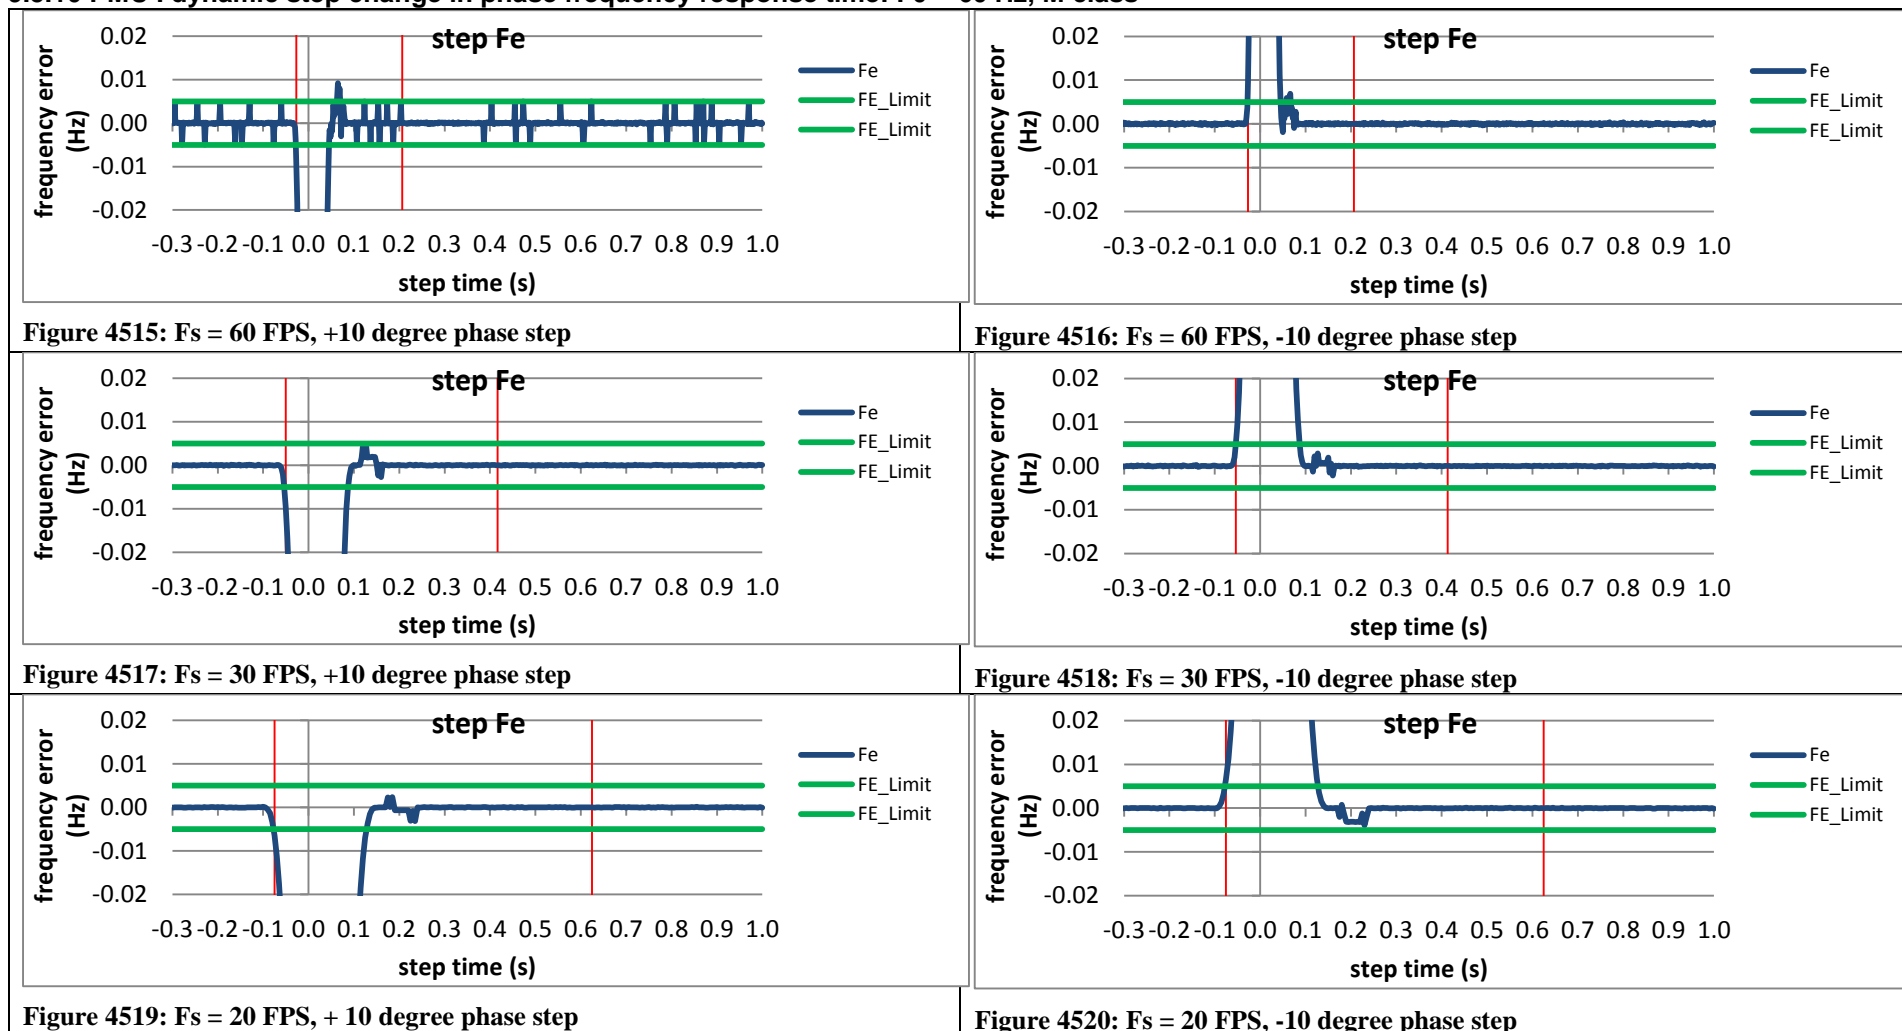 step Fe
0.02
0.01
0.00
-0.01
-0.02
frequency error
(Hz)
-0.3 -0.2 -0.1 0.0 0.1 0.2 0.3 0.4 0.5 0.6 0.7 0.8 0.9 1.0
step time (s)
Fe
FE_Limit
FE_Limit
Figure 4515: Fs = 60 FPS, +10 degree phase step
step Fe
0.02
0.01
0.00
-0.01
-0.02
frequency error
(Hz)
-0.3 -0.2 -0.1 0.0 0.1 0.2 0.3 0.4 0.5 0.6 0.7 0.8 0.9 1.0
step time (s)
Fe
FE_Limit
FE_Limit
Figure 4516: Fs = 60 FPS, -10 degree phase step
step Fe
0.02
0.01
0.00
-0.01
-0.02
frequency error
(Hz)
-0.3 -0.2 -0.1 0.0 0.1 0.2 0.3 0.4 0.5 0.6 0.7 0.8 0.9 1.0
step time (s)
Fe
FE_Limit
FE_Limit
Figure 4517: Fs = 30 FPS, +10 degree phase step
step Fe
0.02
0.01
0.00
-0.01
-0.02
frequency error
(Hz)
-0.3 -0.2 -0.1 0.0 0.1 0.2 0.3 0.4 0.5 0.6 0.7 0.8 0.9 1.0
step time (s)
Fe
FE_Limit
FE_Limit
Figure 4518: Fs = 30 FPS, -10 degree phase step
step Fe
0.02
0.01
0.00
-0.01
-0.02
frequency error
(Hz)
-0.3 -0.2 -0.1 0.0 0.1 0.2 0.3 0.4 0.5 0.6 0.7 0.8 0.9 1.0
step time (s)
Fe
FE_Limit
FE_Limit
Figure 4519: Fs = 20 FPS, + 10 degree phase step
step Fe
0.02
0.01
0.00
-0.01
-0.02
frequency error
(Hz)
-0.3 -0.2 -0.1 0.0 0.1 0.2 0.3 0.4 0.5 0.6 0.7 0.8 0.9 1.0
step time (s)
Fe
FE_Limit
FE_Limit
Figure 4520: Fs = 20 FPS, -10 degree phase step